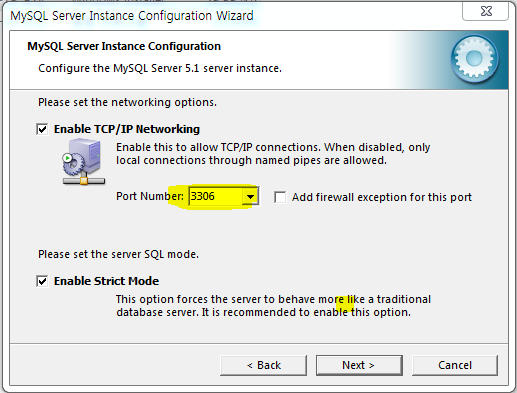 MySQL Server Instance Configuration Wizard
MySQL Server Instance Configuration
Configure the MySQL Server 5.1 server instance.
Please set the networking options.
Enable TCP/IP Networking
Enable this to allow TCP/IP connections. When disabled, only
local connections through named pipes are allowed.
Port Number: 3306 Add firewall exception for this port
Please set the server SQL mode.
Enable Strict Mode
This option forces the server to behave more like a traditional
database server. It is recommended to enable this option.
< Back Next > Cancel